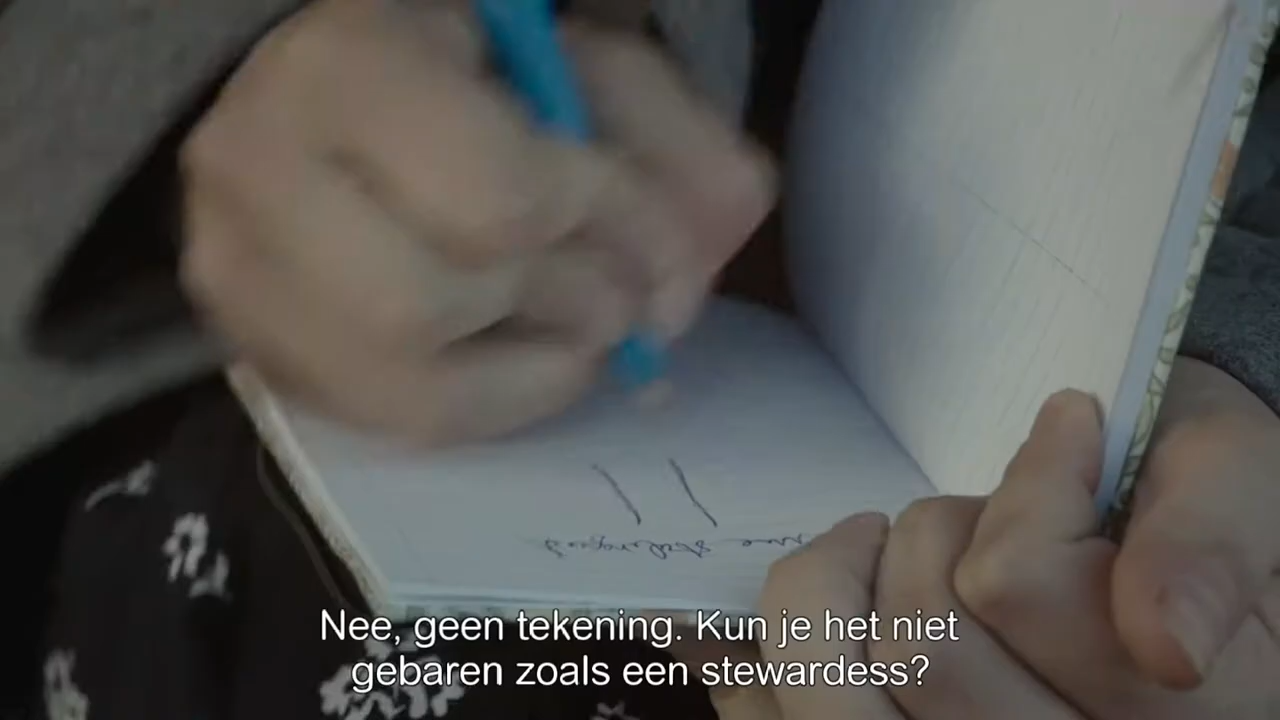 Nee, geen tekening. Kun je het niet
gebaren zoals een stewardess?